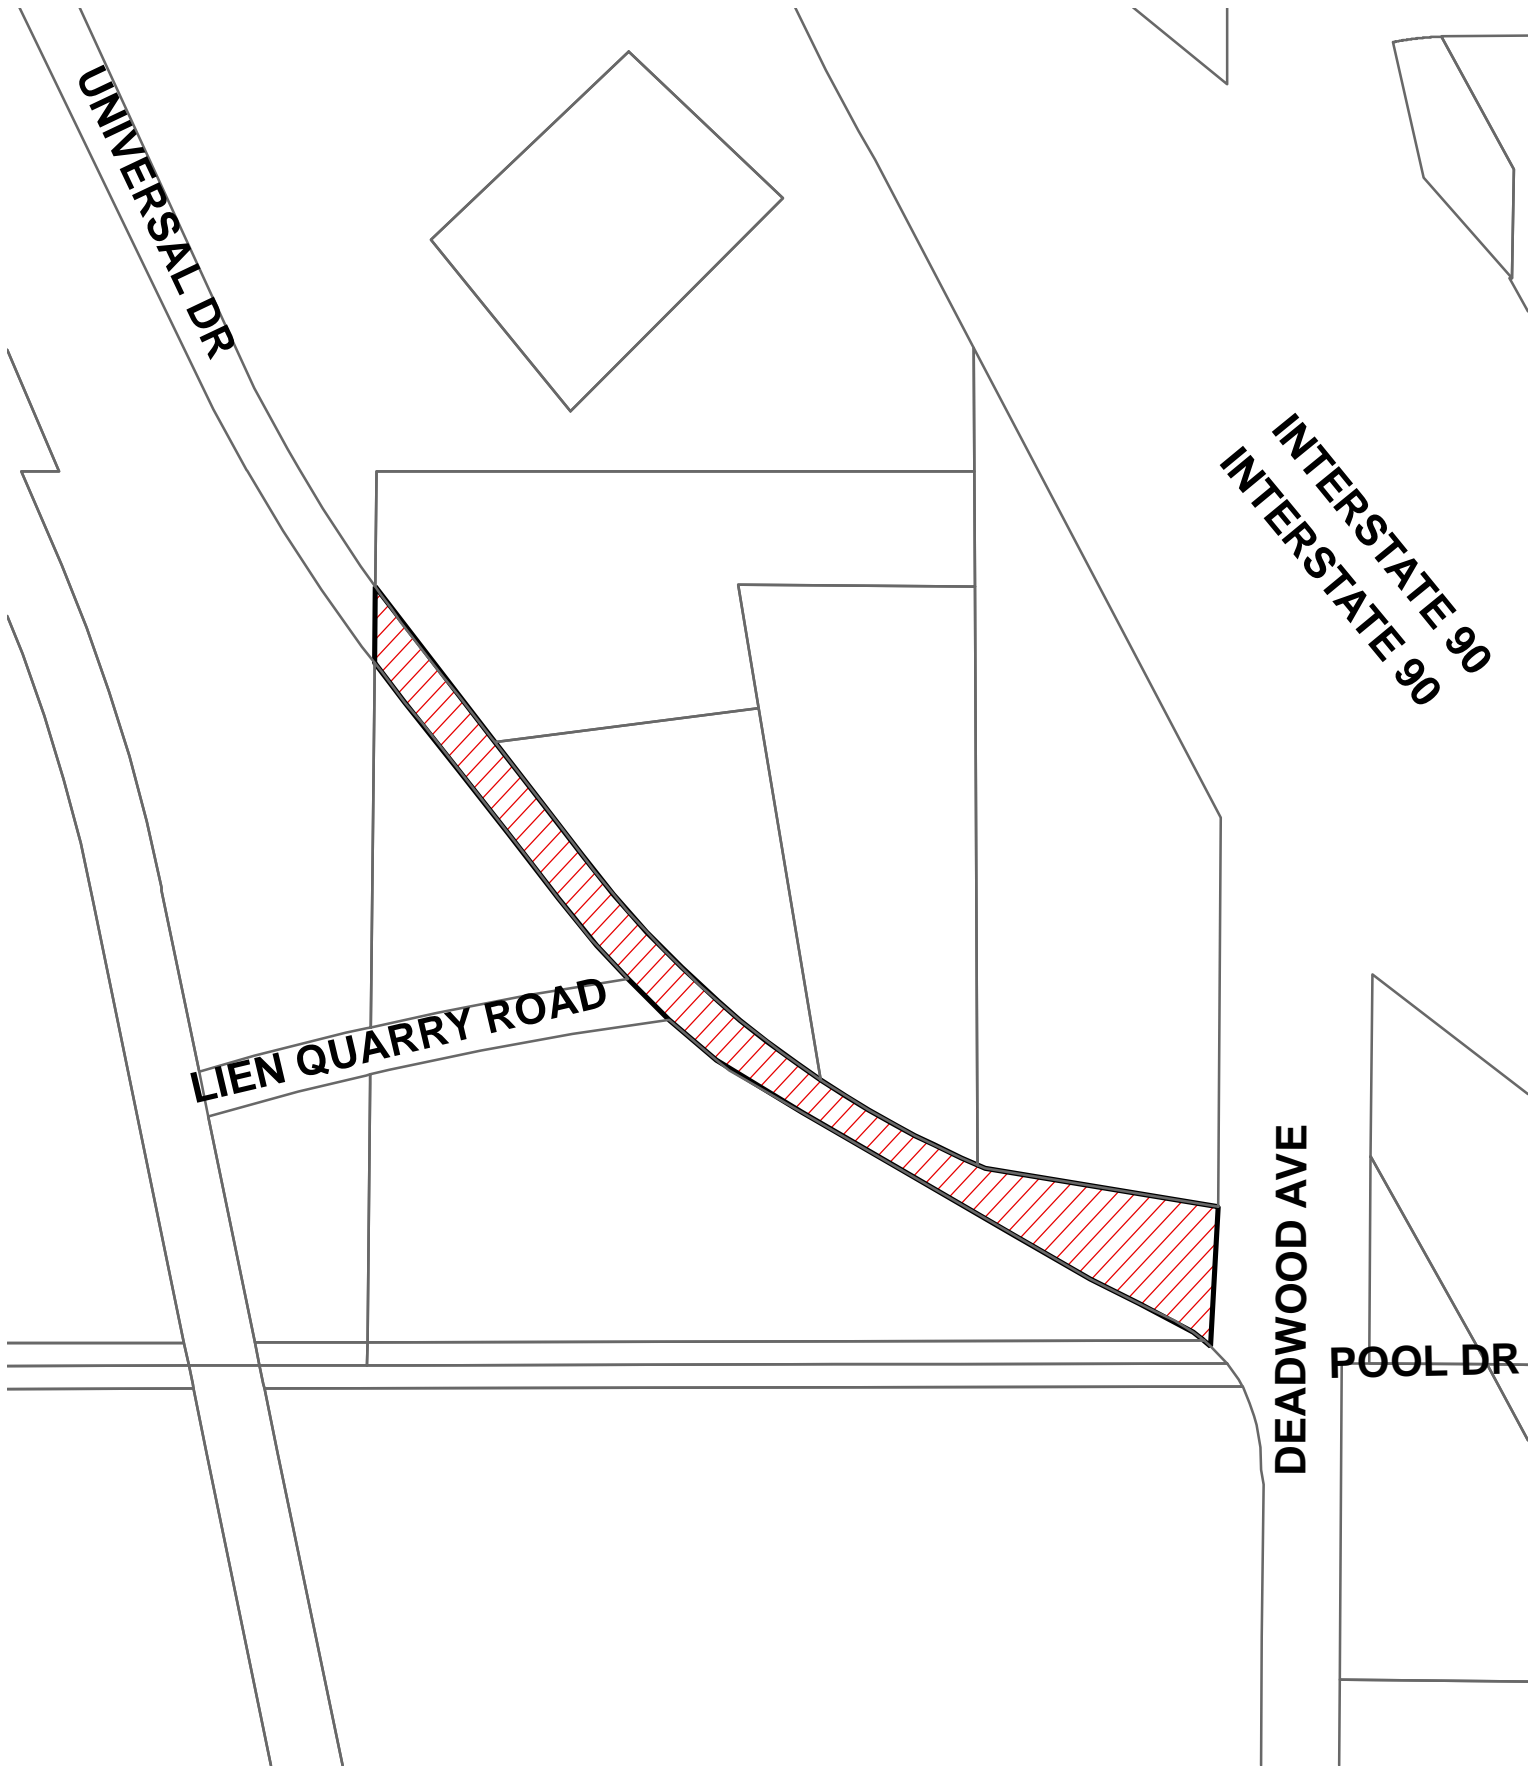 UNIVERSAL DR
INTERSTATE 90
INTERSTATE 90
LIEN QUARRY ROAD
DEADWOOD AVE
POOL DR